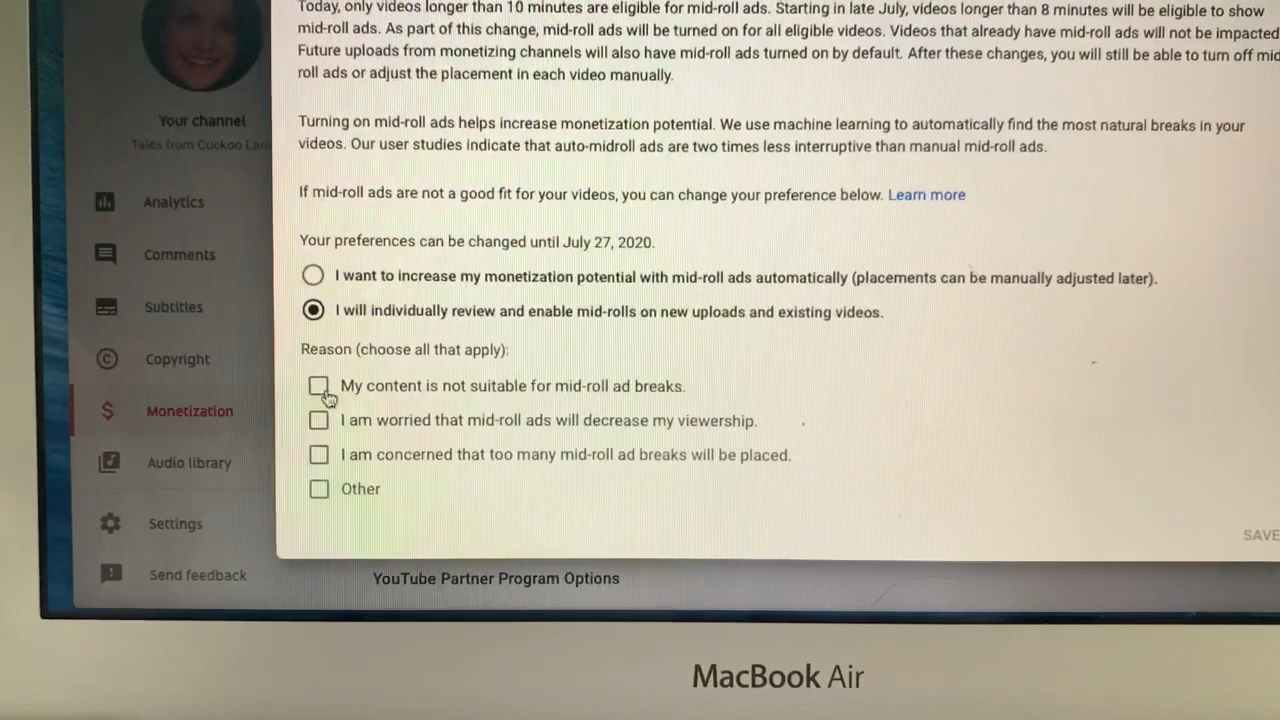 Today, only videos longer than 10 minutes are eligible for mid-roll ads. Starting in late July, videos longer than 8 minutes will be eligible to show
mid-roll ads. As part of this change, mid-roll ads will be turned on for all eligible videos. Videos that already have mid-roll ads will not be impacted
Future uploads from monetizing channels will also have mid-roll ads turned on by default. After these changes, you will still be able to turn off mid
roll ads or adjust the placement in each video manually.
Turning on mid-roll ads helps increase monetization potential. We use machine learning to automatically find the most natural breaks in your
videos. Our user studies indicate that auto-midroll ads are two times less interruptive than manual mid-roll ads.
If mid-roll ads are not a good fit for your videos, you can change your preference below. Learn more
Your preferences can be changed until July 27, 2020.
I want to increase my monetization potential with mid-roll ads automatically (placements can be manually adjusted later).
I will individually review and enable mid-rolls on new uploads and existing videos.
Reason (choose all that apply):
My content is not suitable for mid-roll ad breaks.
I am worried that mid-roll ads will decrease my viewership.
I am concerned that too many mid-roll ad breaks will be placed.
Other
SAVE
Your channel
Tales from Cuckoo
Analytics
Comments
Subtitles
Copyright
Monetization
Audio library
Settings
Send feedback
YouTube Partner Program Options
MacBook Air